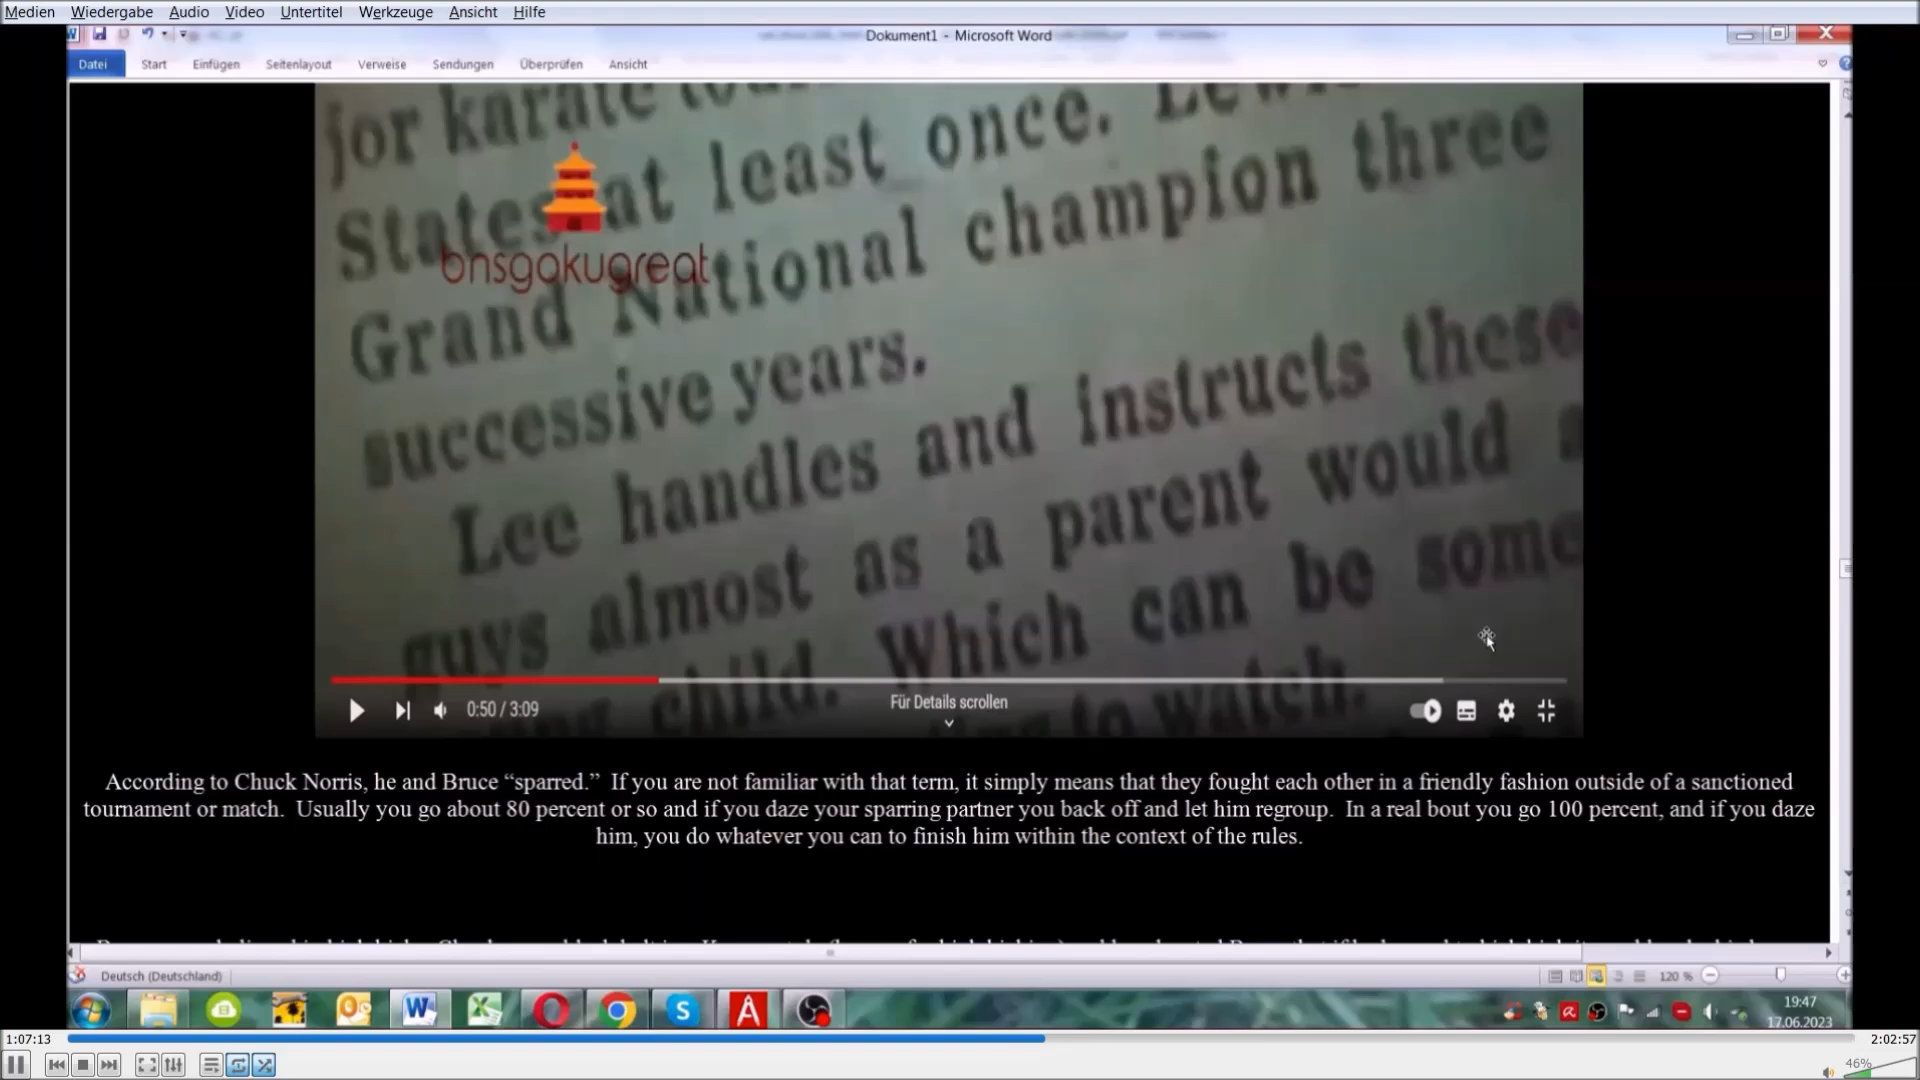 Medien Wiedergabe Audio Video Untertitel Werkzeuge Ansicht Hilfe
Dokument1 - Microsoft Word
Datei Start Einfügen Seitenlayout Verweise Sendungen Überprüfen Ansicht
jor karate
States at least once.
bnsgokugreat
Grand National champion three
successive years.
Lee handles and instructs these
guys almost as a parent would
child. Which can be some
to watch.
0:50 / 3:09
Für Details scrollen
According to Chuck Norris, he and Bruce “sparred.” If you are not familiar with that term, it simply means that they fought each other in a friendly fashion outside of a sanctioned
tournament or match. Usually you go about 80 percent or so and if you daze your sparring partner you back off and let him regroup. In a real bout you go 100 percent, and if you daze
him, you do whatever you can to finish him within the context of the rules.
Deutsch (Deutschland)
120 %
19:47
17.06.2023
1:07:13
2:02:57
46%